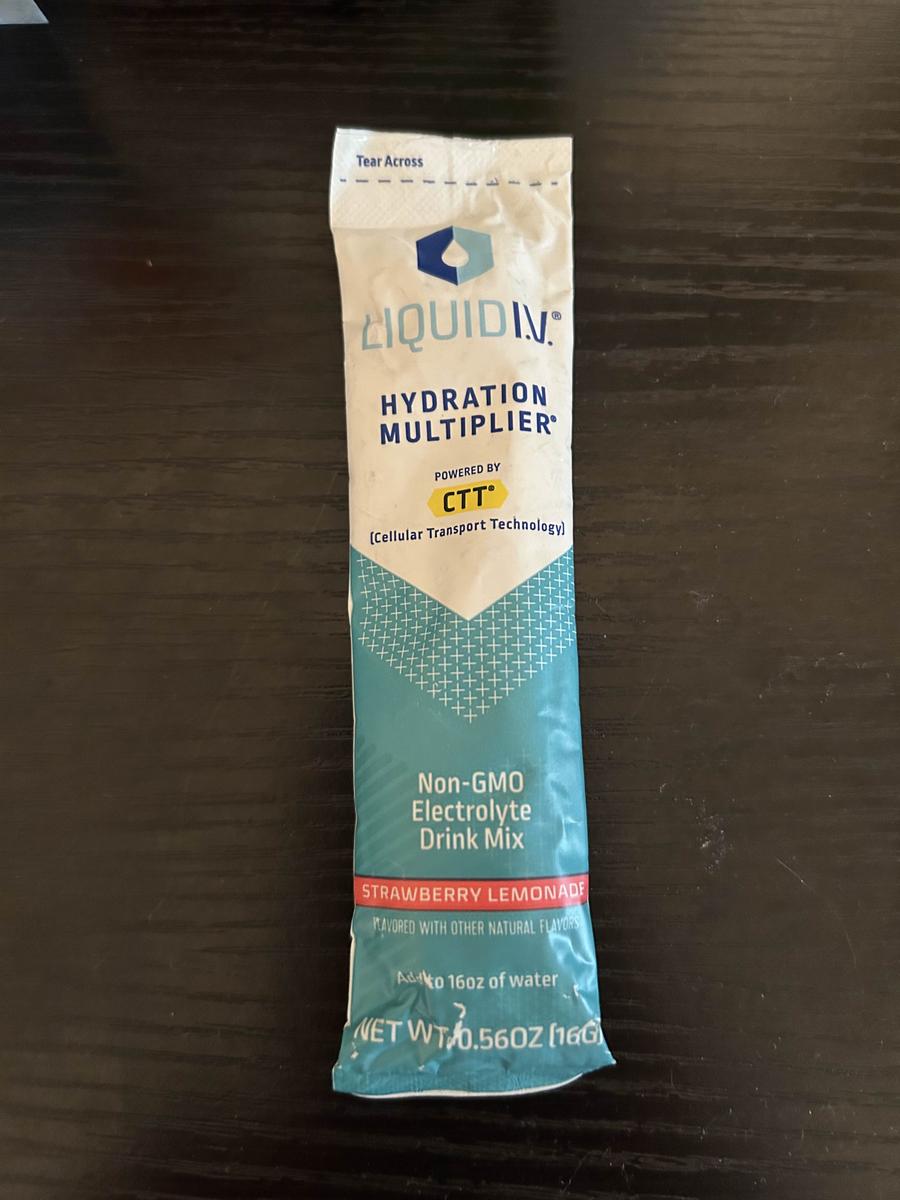 Tear Across
LIQUID I.V.®
HYDRATION
MULTIPLIER®
POWERED BY
CTT®
(Cellular Transport Technology)
Non-GMO
Electrolyte
Drink Mix
STRAWBERRY LEMONADE
FLAVORED WITH OTHER NATURAL FLAVORS
Add to 16oz of water
NET WT. 0.56OZ (16G)